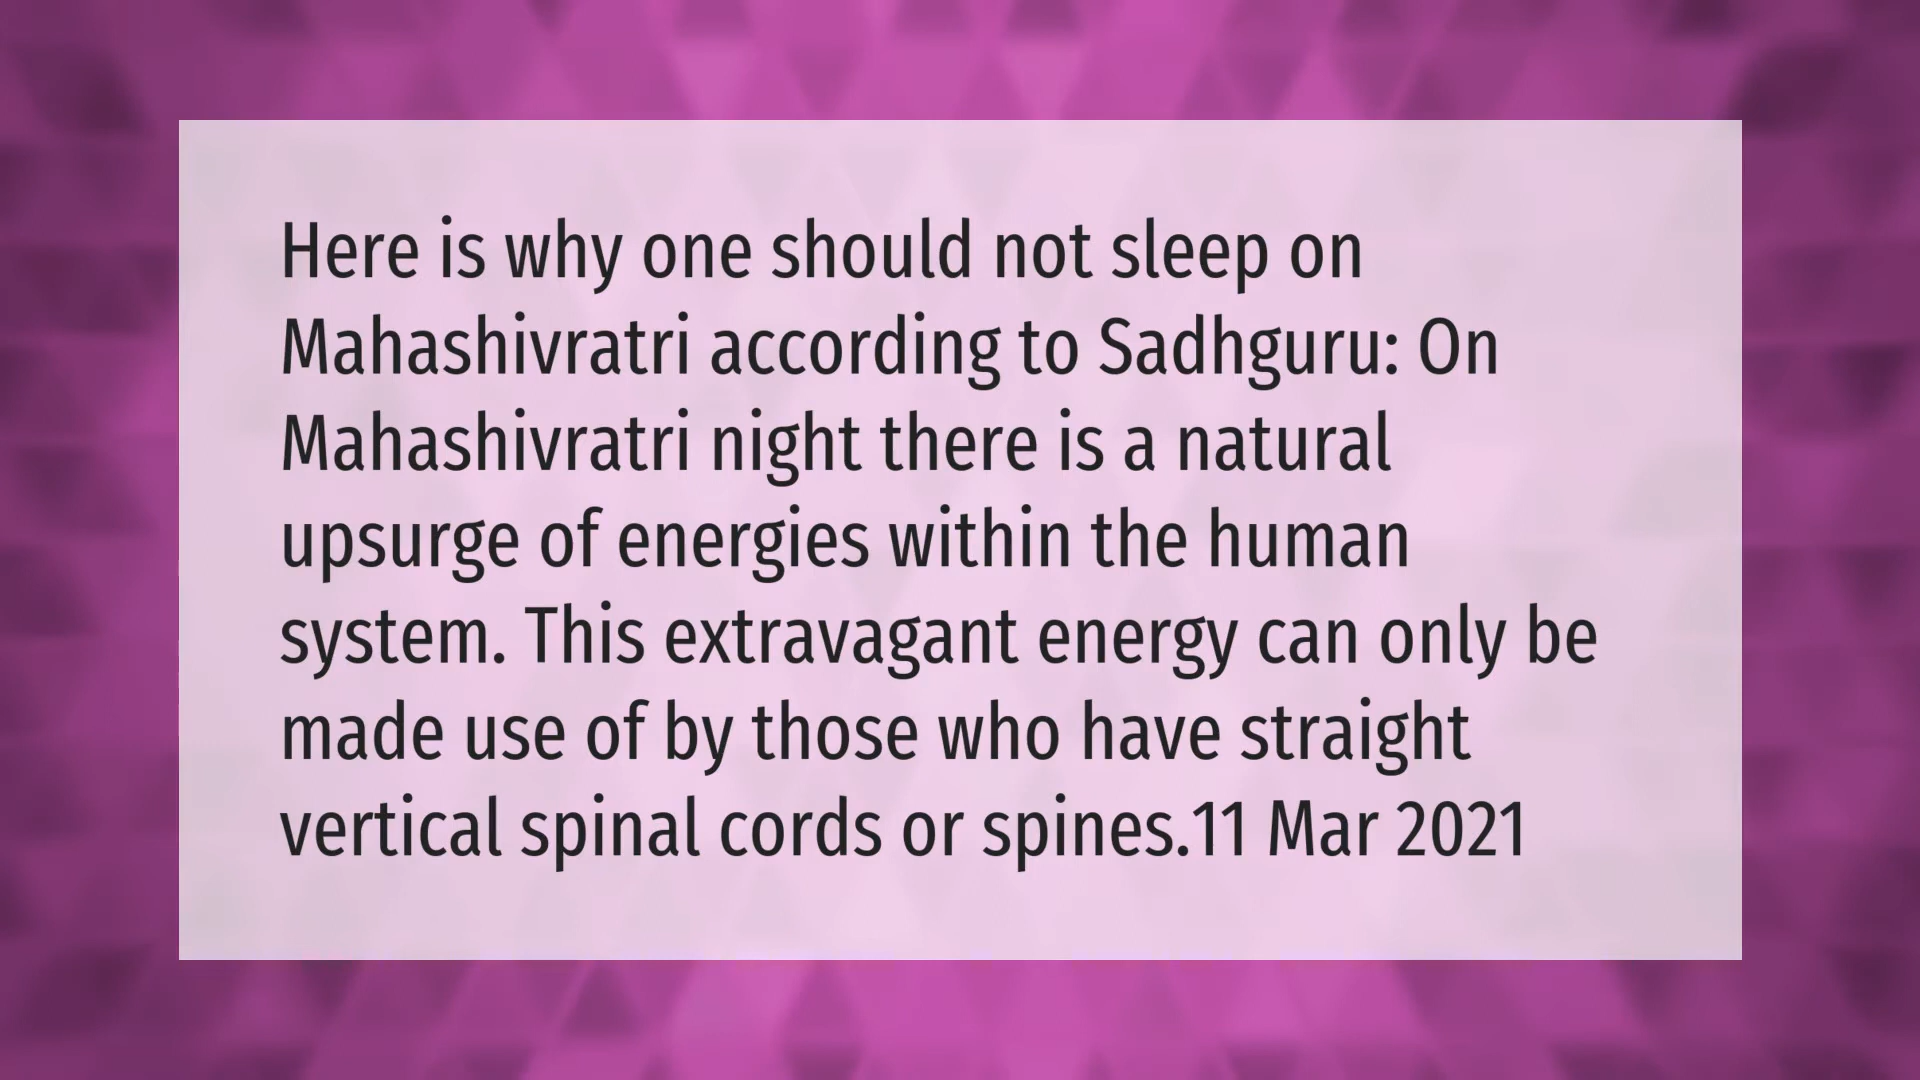 Here is why one should not sleep on
Mahashivratri according to Sadhguru: On
Mahashivratri night there is a natural
upsurge of energies within the human
system. This extravagant energy can only be
made use of by those who have straight
vertical spinal cords or spines.11 Mar 2021